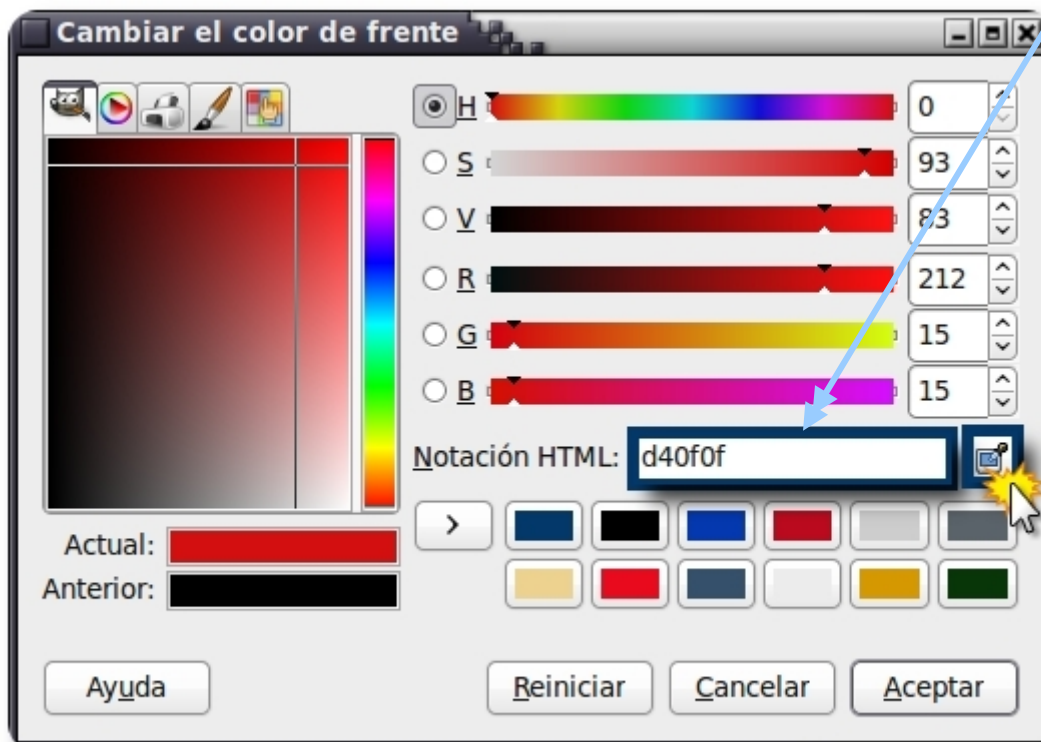 Cambiar el color de frente
H 0
S 93
V 83
R 212
G 15
B 15
Notación HTML: d40f0f
>
Actual:
Anterior:
Ayuda Reiniciar Cancelar Aceptar